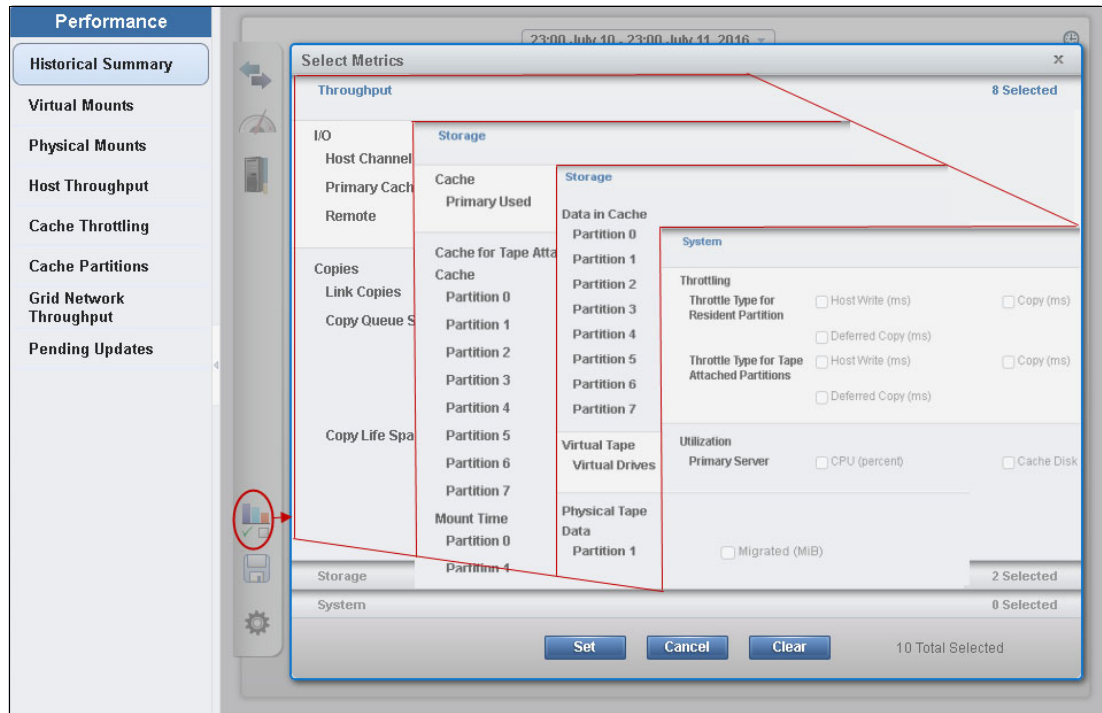 Performance
Historical Summary
Virtual Mounts
Physical Mounts
Host Throughput
Cache Throttling
Cache Partitions
Grid Network
Throughput
Pending Updates
23:00 July 10 - 23:00 July 11, 2016
Select Metrics x
Throughput 8 Selected
I/O
Host Channel
Primary Cach
Remote
Copies
Link Copies
Copy Queue S
Copy Life Spa
Storage
Cache
Primary Used
Cache for Tape Atta
Cache
Partition 0
Partition 1
Partition 2
Partition 3
Partition 4
Partition 5
Partition 6
Partition 7
Mount Time
Partition 0
Partition 1
Storage
Data in Cache
Partition 0
Partition 1
Partition 2
Partition 3
Partition 4
Partition 5
Partition 6
Partition 7
Virtual Tape
Virtual Drives
Physical Tape
Data
Partition 1 Migrated (MiB)
System
Throttling
Throttle Type for Host Write (ms) Copy (ms)
Resident Partition
Deferred Copy (ms)
Throttle Type for Tape Host Write (ms) Copy (ms)
Attached Partitions
Deferred Copy (ms)
Utilization
Primary Server CPU (percent) Cache Disk
Storage 2 Selected
System 0 Selected
Set Cancel Clear 10 Total Selected